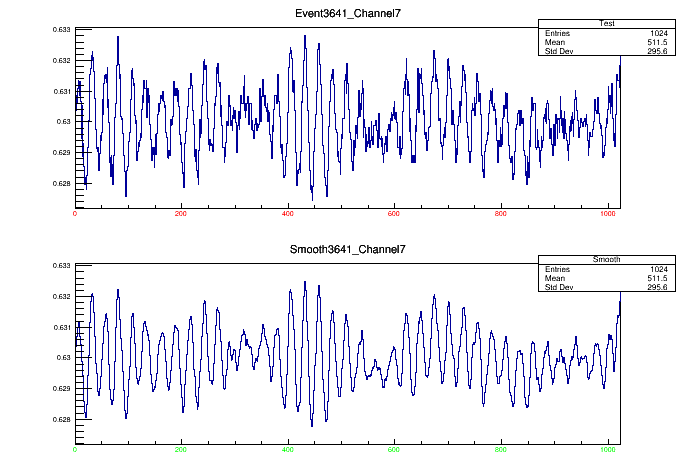 Event3641_Channel7
Test
Entries 1024
Mean 511.5
Std Dev 295.6
0.633
0.632
0.631
0.63
0.629
0.628
0 200 400 600 800 1000
Smooth3641_Channel7
Smooth
Entries 1024
Mean 511.5
Std Dev 295.6
0.633
0.632
0.631
0.63
0.629
0.628
0 200 400 600 800 1000